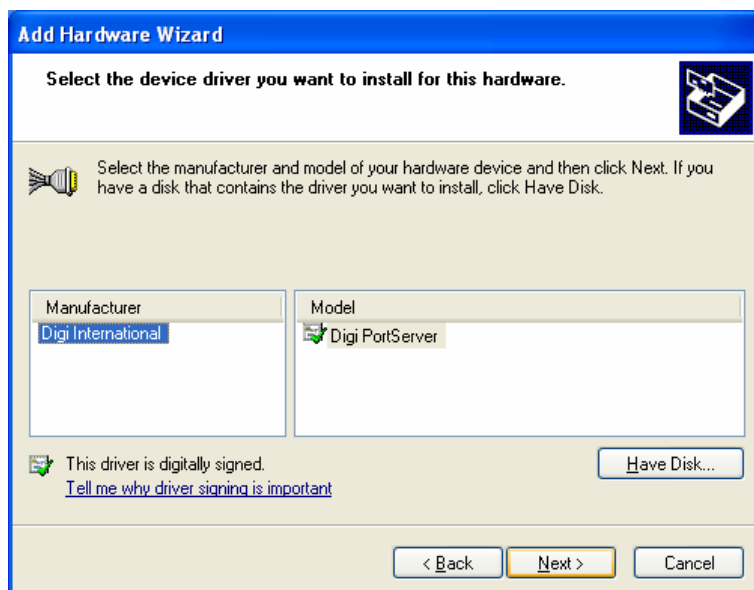 Add Hardware Wizard
Select the device driver you want to install for this hardware.
Select the manufacturer and model of your hardware device and then click Next. If you
have a disk that contains the driver you want to install, click Have Disk.
Manufacturer
Digi International
Model
Digi PortServer
This driver is digitally signed.
Tell me why driver signing is important
Have Disk...
< Back
Next >
Cancel